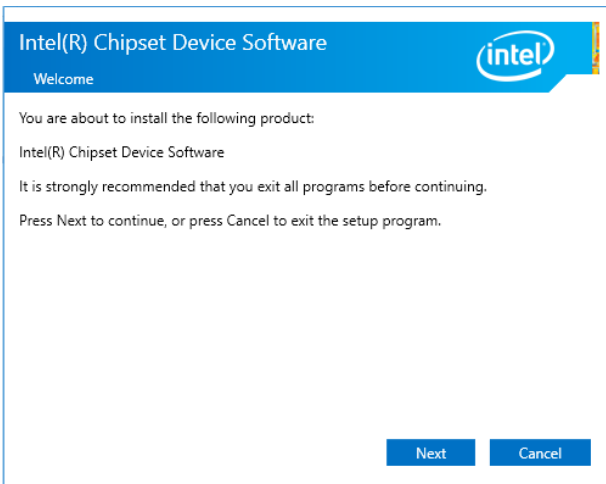 Intel(R) Chipset Device Software
intel
Welcome
You are about to install the following product:
Intel(R) Chipset Device Software
It is strongly recommended that you exit all programs before continuing.
Press Next to continue, or press Cancel to exit the setup program.
Next
Cancel